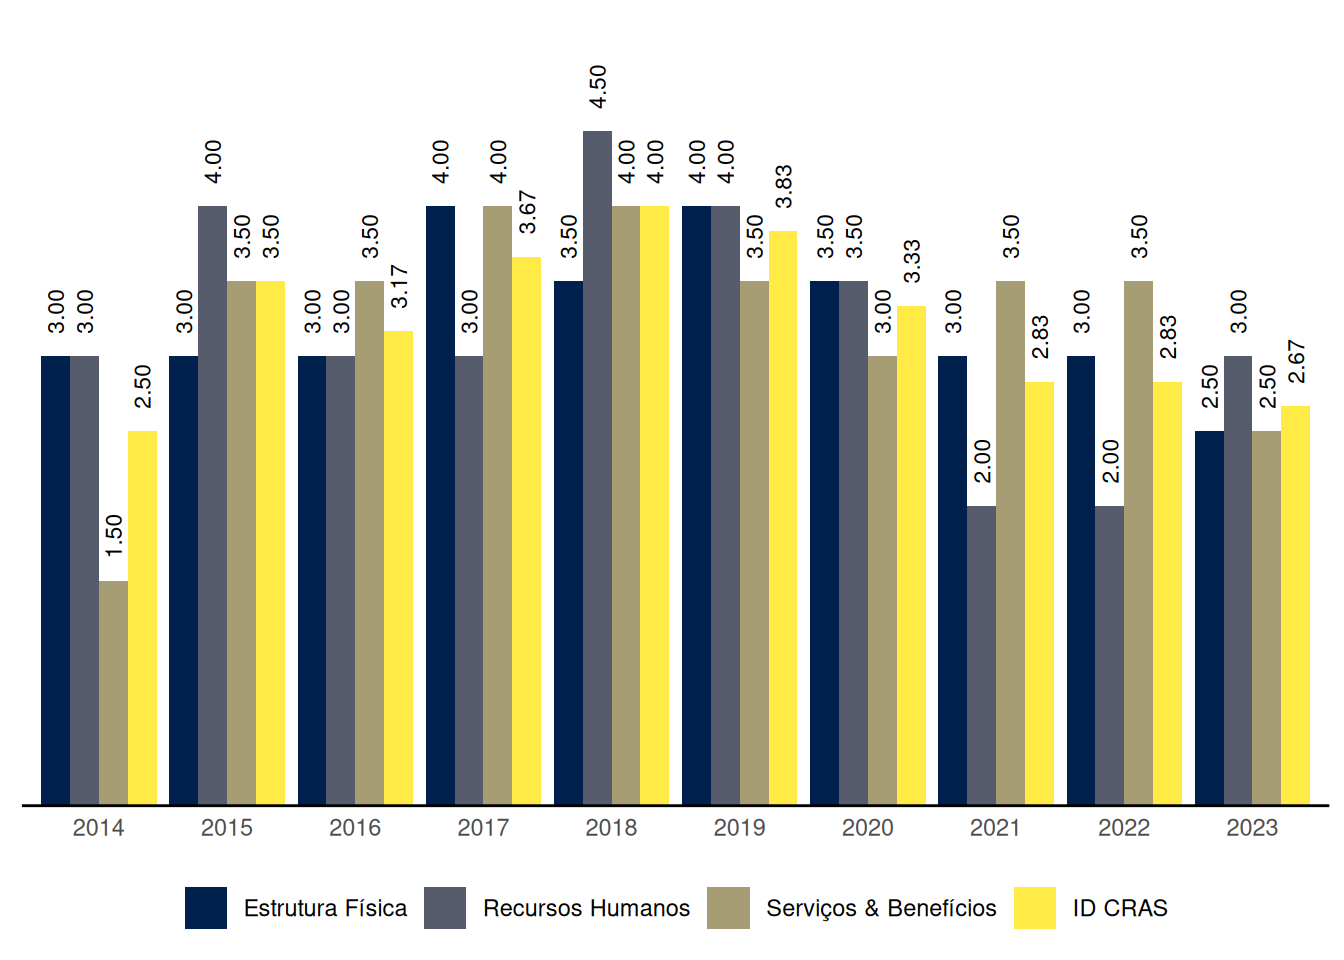 3.00 3.00 1.50 2.50
3.00 4.00 3.50 3.50
3.00 3.00 3.50 3.17
4.00 3.00 4.00 3.67
3.50 4.50 4.00 4.00
4.00 4.00 3.50 3.83
3.50 3.50 3.00 3.33
3.00 2.00 3.50 2.83
3.00 2.00 3.50 2.83
2.50 3.00 2.50 2.67
2014 2015 2016 2017 2018 2019 2020 2021 2022 2023
Estrutura Física Recursos Humanos Serviços & Benefícios ID CRAS